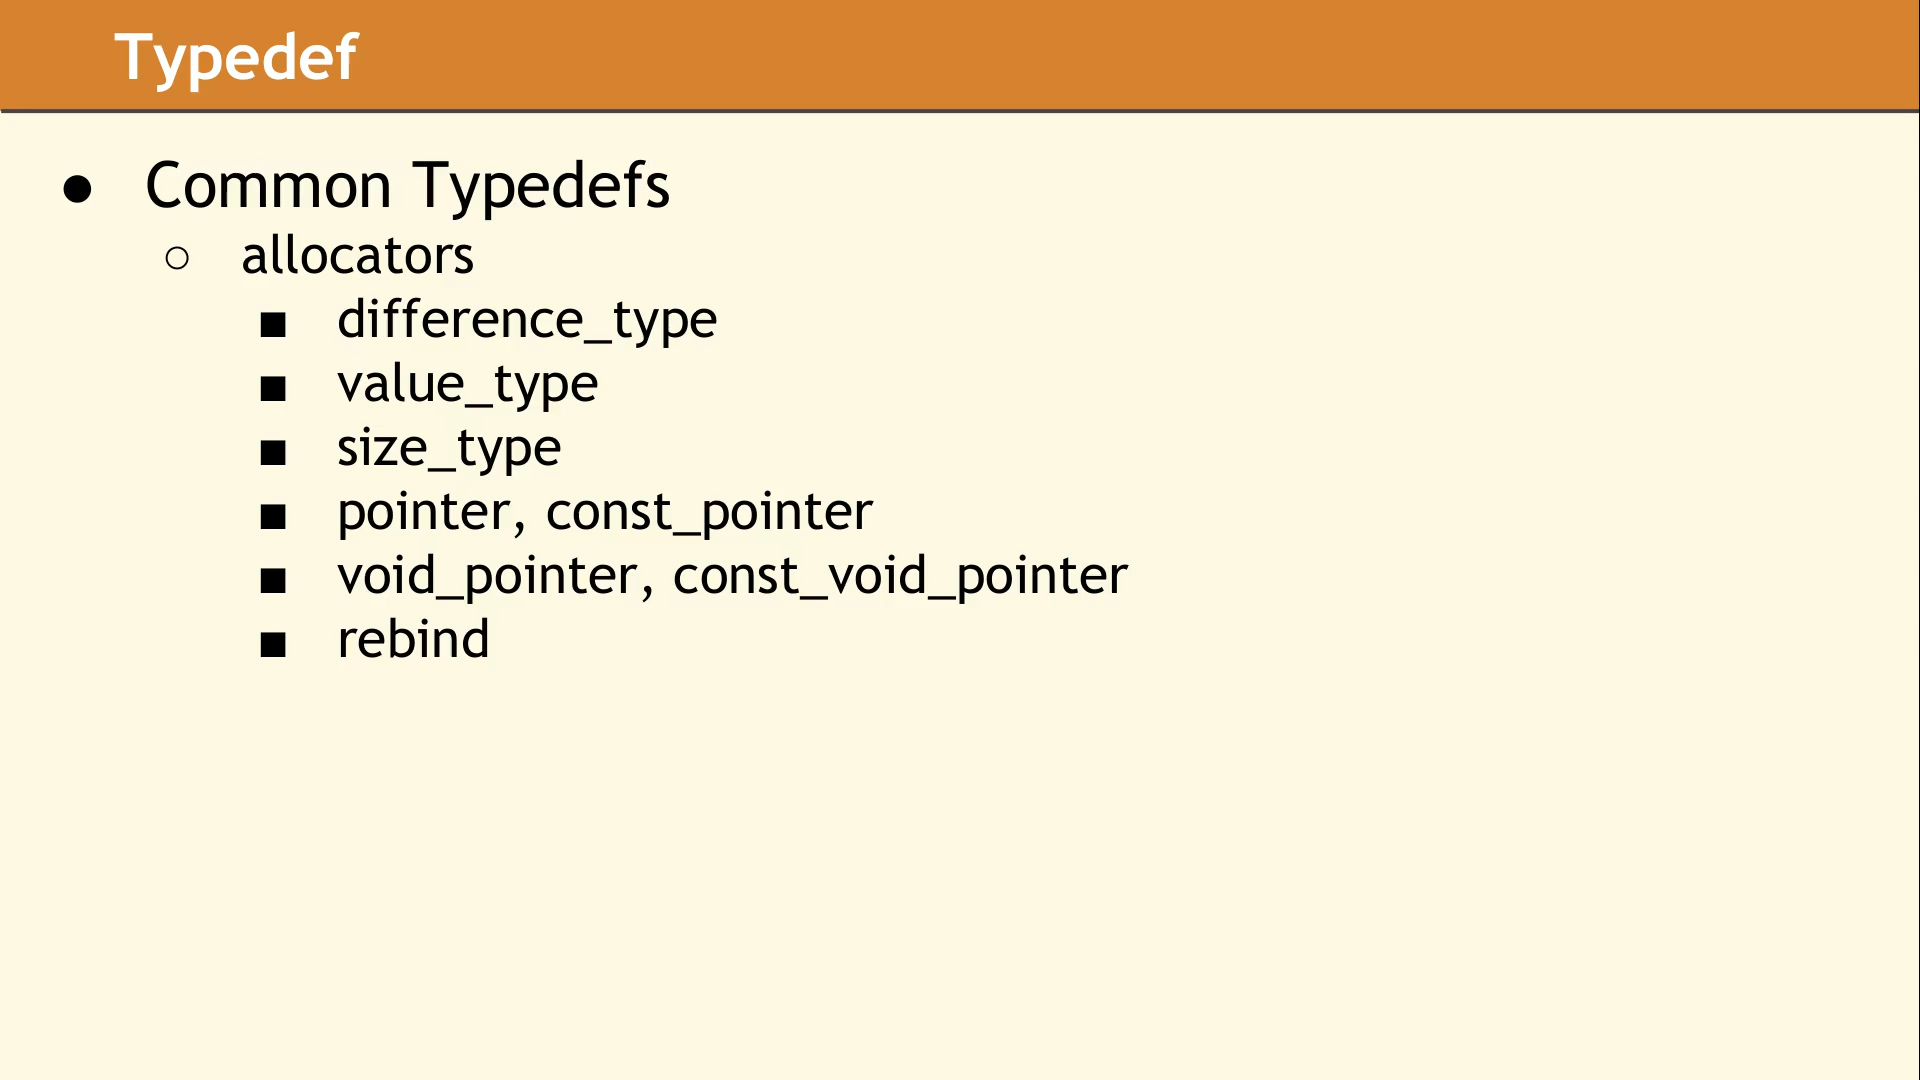 Typedef
● Common Typedefs
○ allocators
■ difference_type
■ value_type
■ size_type
■ pointer, const_pointer
■ void_pointer, const_void_pointer
■ rebind